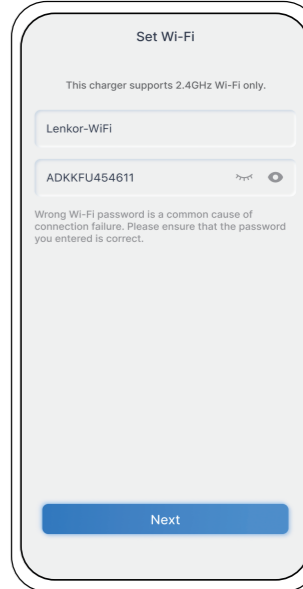 Set Wi-Fi
This charger supports 2.4GHz Wi-Fi only.
Lenkor-WiFi
ADKKFU454611
Wrong Wi-Fi password is a common cause of
connection failure. Please ensure that the password
you entered is correct.
Next